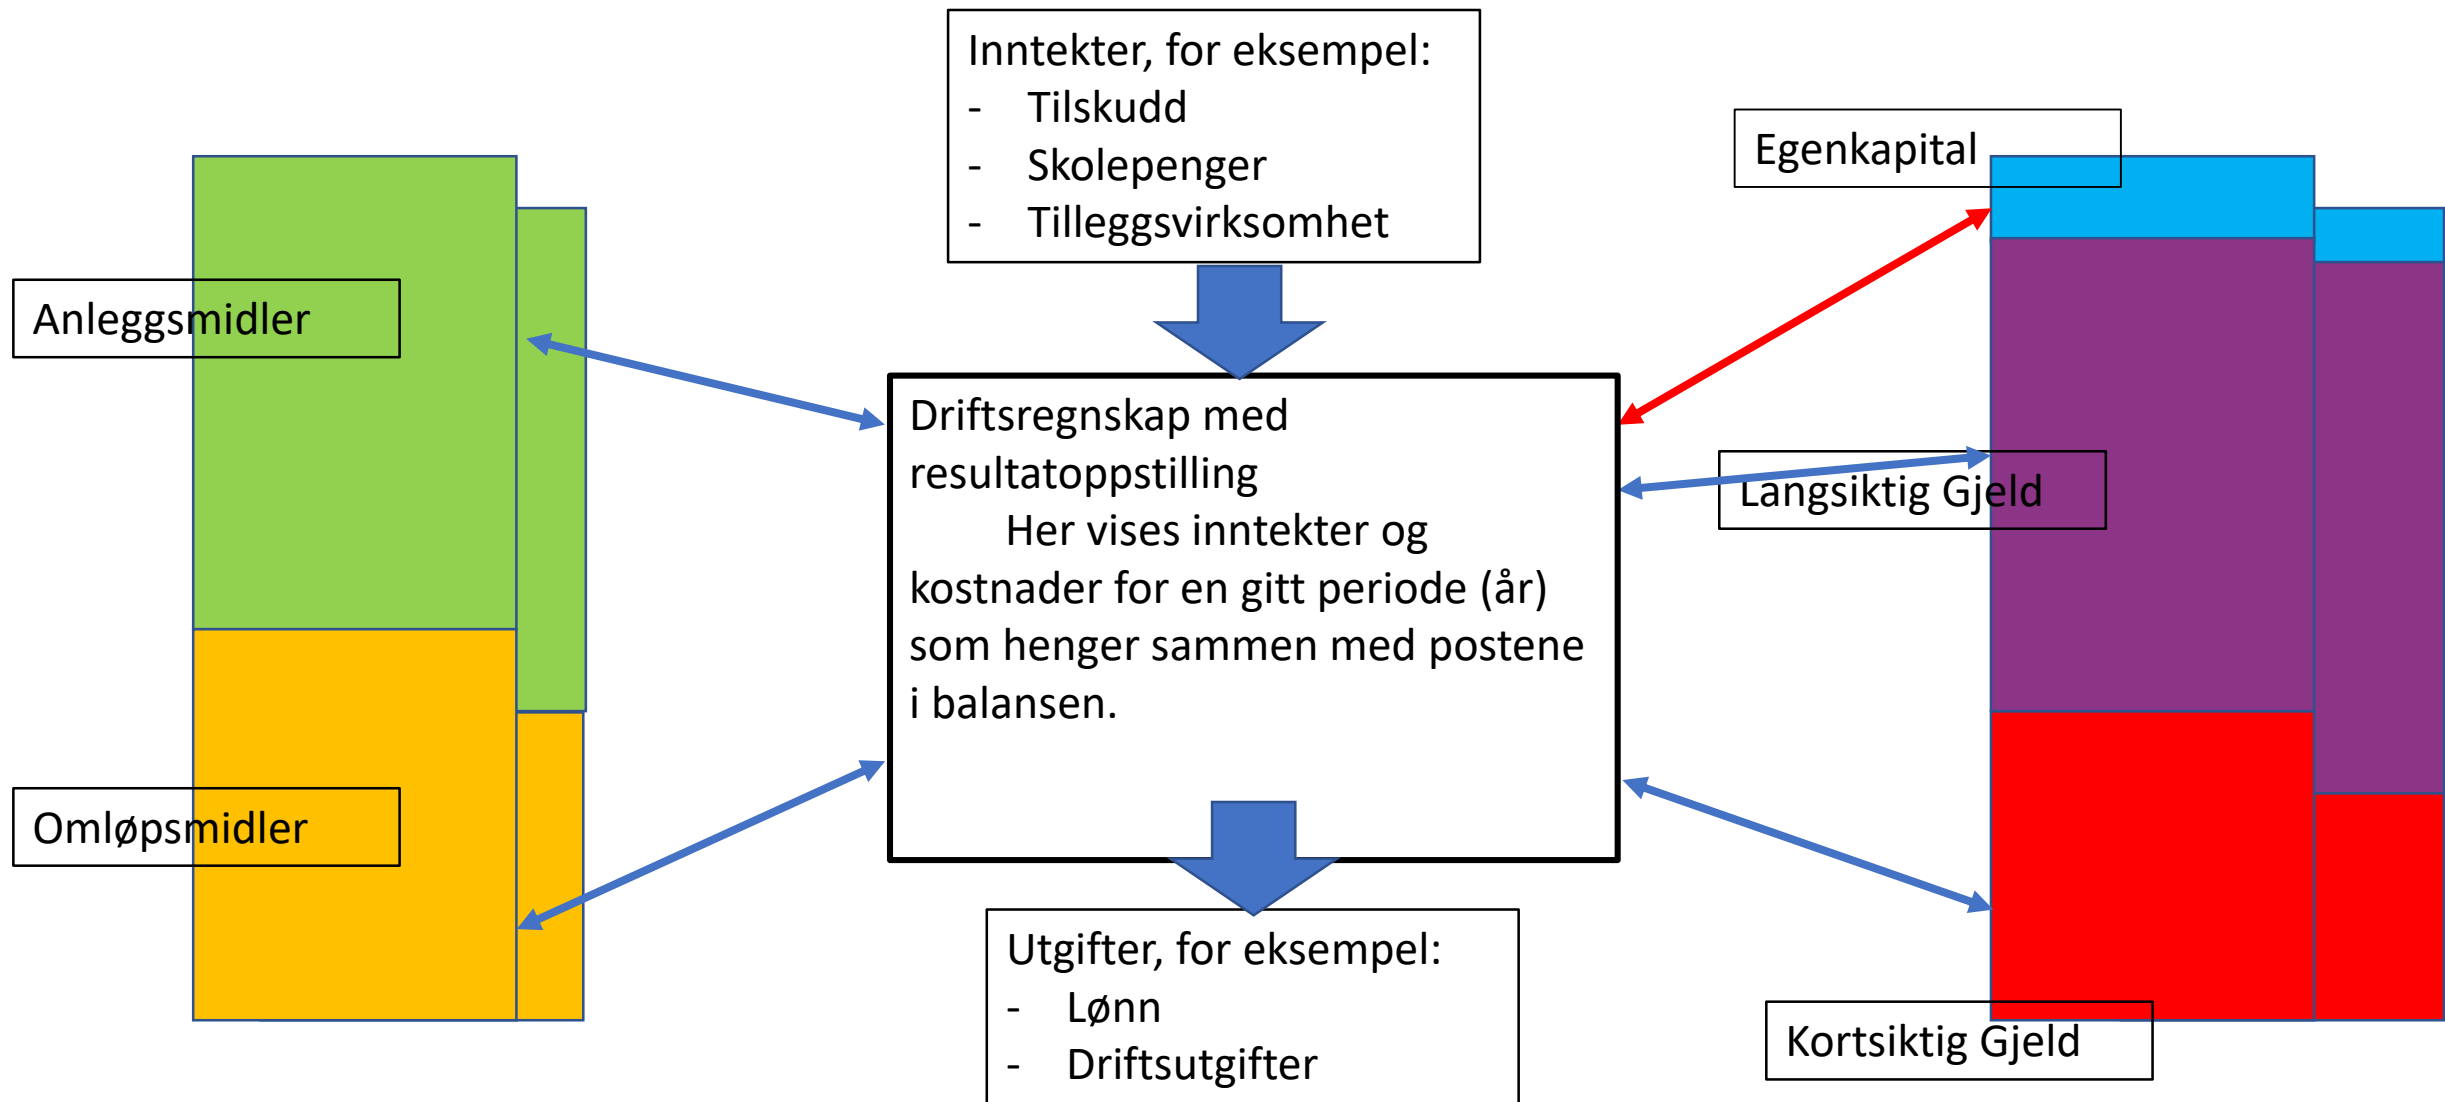 Inntekter, for eksempel:
- Tilskudd
- Skolepenger
- Tilleggsvirksomhet
Egenkapital
Anleggsmidler
Driftsregnskap med
resultatoppstilling
Her vises inntekter og
kostnader for en gitt periode (år)
som henger sammen med postene
i balansen.
Langsiktig Gjeld
Omløpsmidler
Utgifter, for eksempel:
- Lønn
- Driftsutgifter
Kortsiktig Gjeld